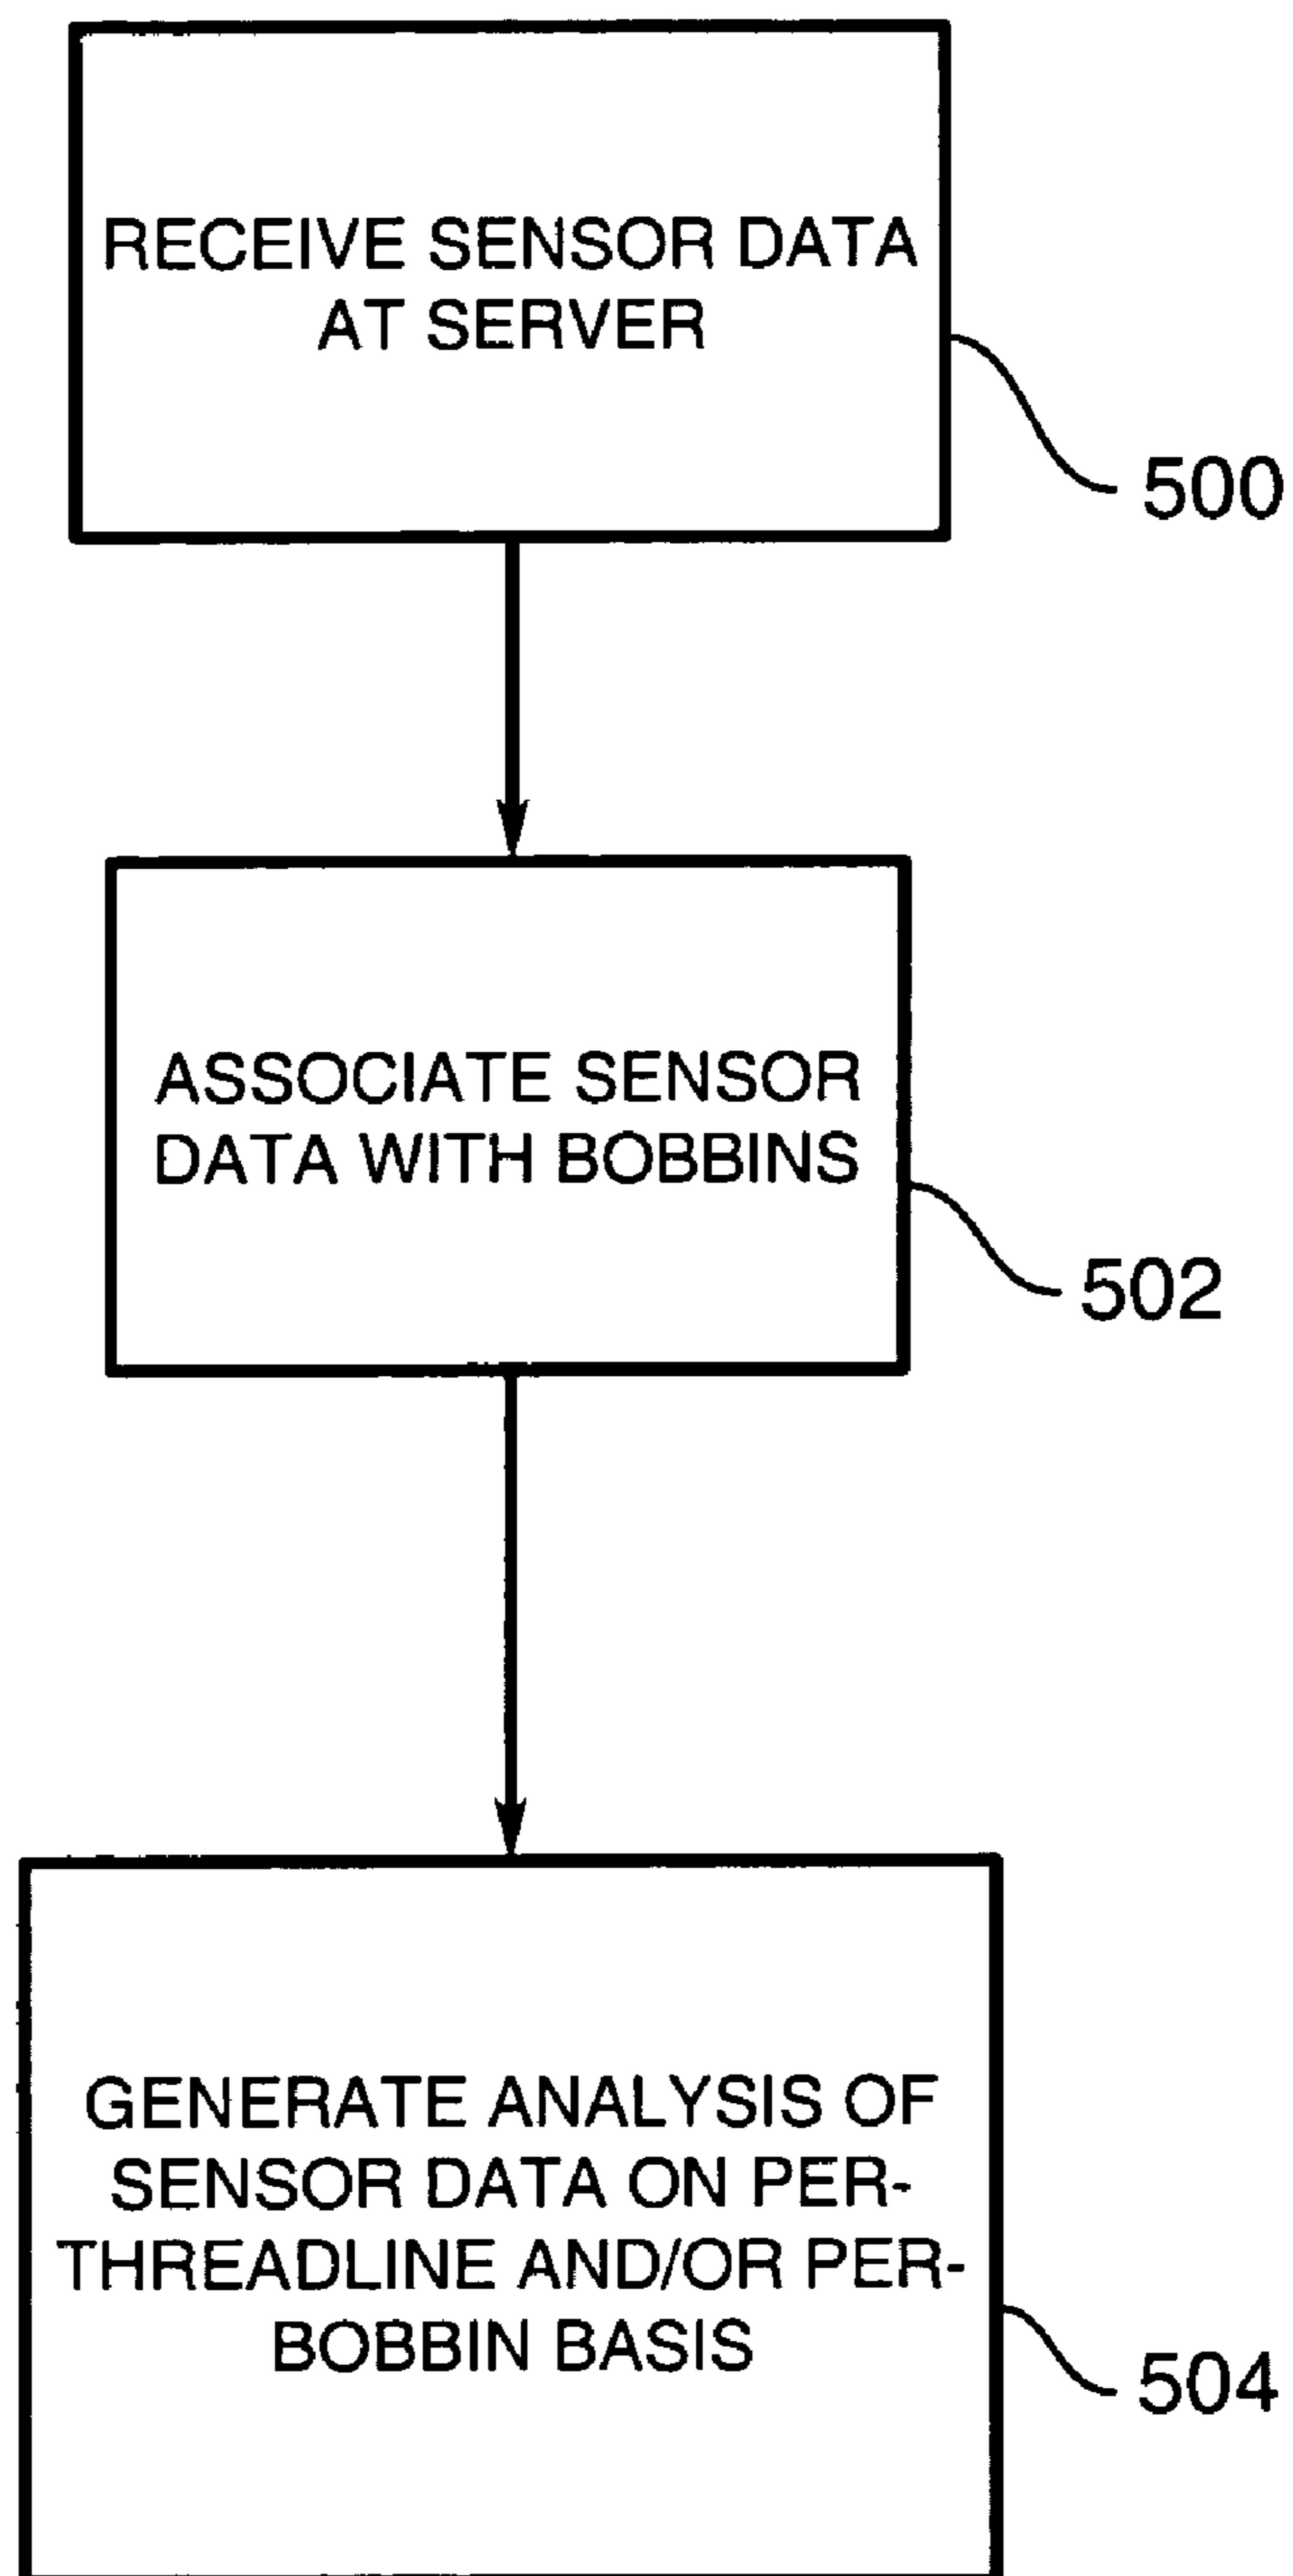 RECEIVE SENSOR DATA
AT SERVER
500
ASSOCIATE SENSOR
DATA WITH BOBBINS
502
GENERATE ANALYSIS OF
SENSOR DATA ON PER-
THREADLINE AND/OR PER-
BOBBIN BASIS
504